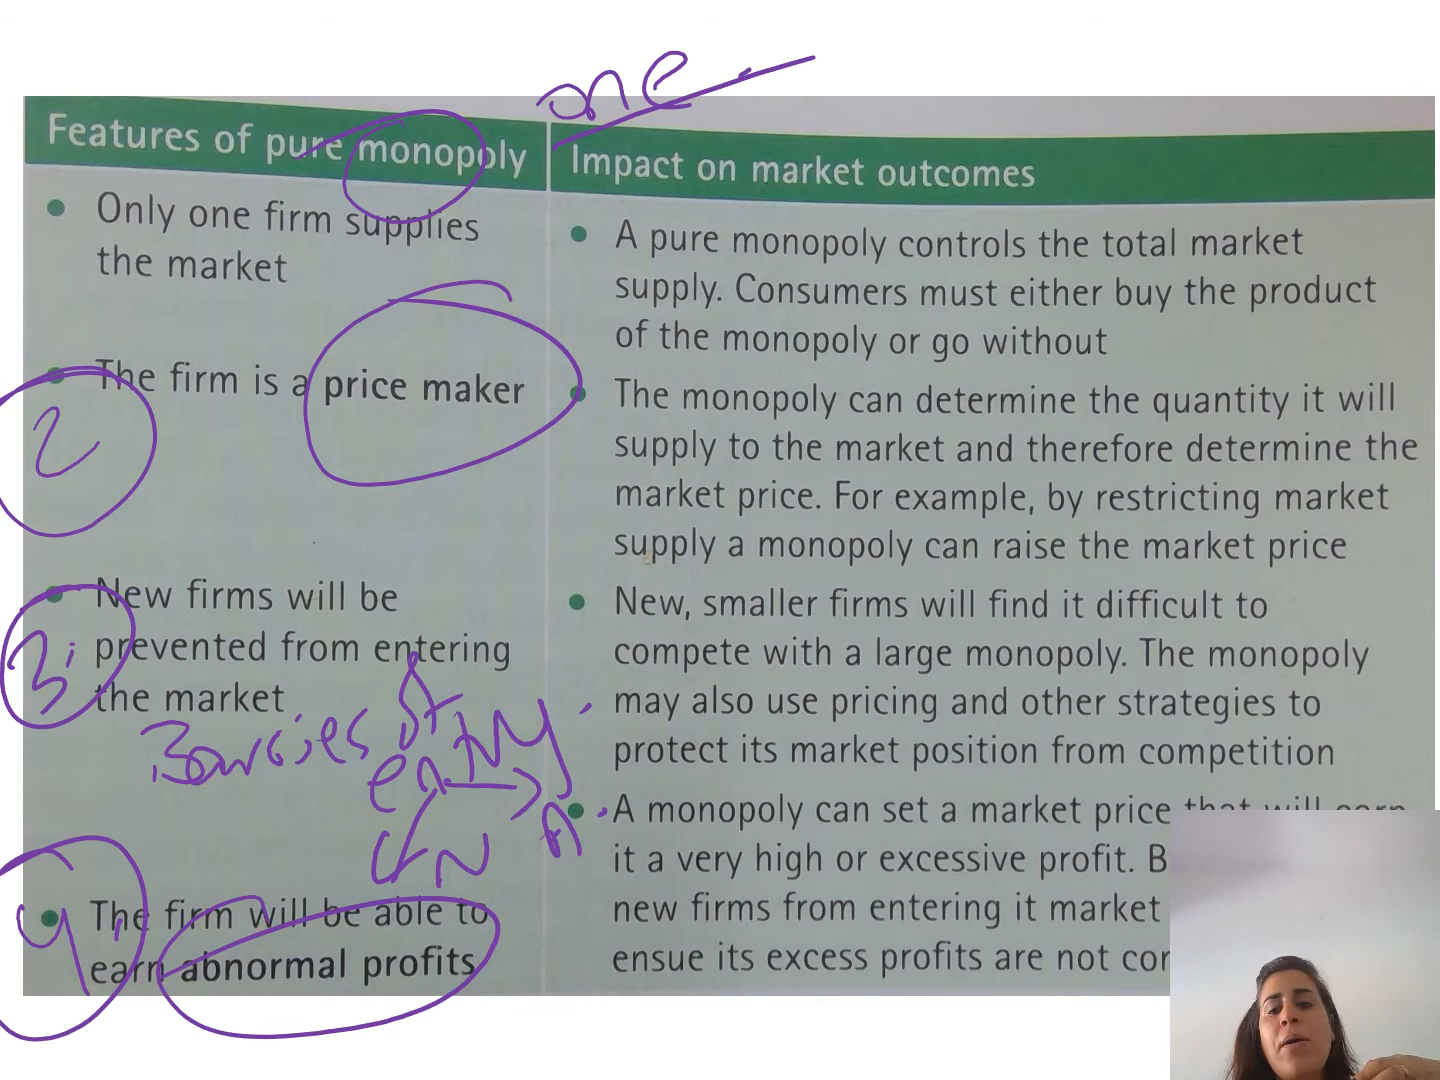 one
Features of pure monopoly
Impact on market outcomes
Only one firm supplies
the market
A pure monopoly controls the total market
supply. Consumers must either buy the product
of the monopoly or go without
2
The firm is a price maker
The monopoly can determine the quantity it will
supply to the market and therefore determine the
market price. For example, by restricting market
supply a monopoly can raise the market price
3
New firms will be
prevented from entering
the market
New, smaller firms will find it difficult to
compete with a large monopoly. The monopoly
may also use pricing and other strategies to
protect its market position from competition
entry
N
A
A monopoly can set a market price that will earn
it a very high or excessive profit. B
new firms from entering it market
ensue its excess profits are not
The firm will be able to
earn abnormal profits